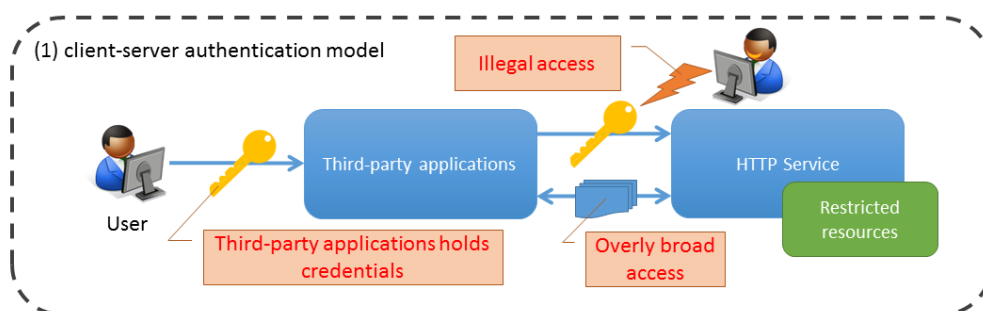 (1) client-server authentication model
Illegal access
Third-party applications
HTTP Service
User
Restricted
resources
Third-party applications holds
credentials
Overly broad
access